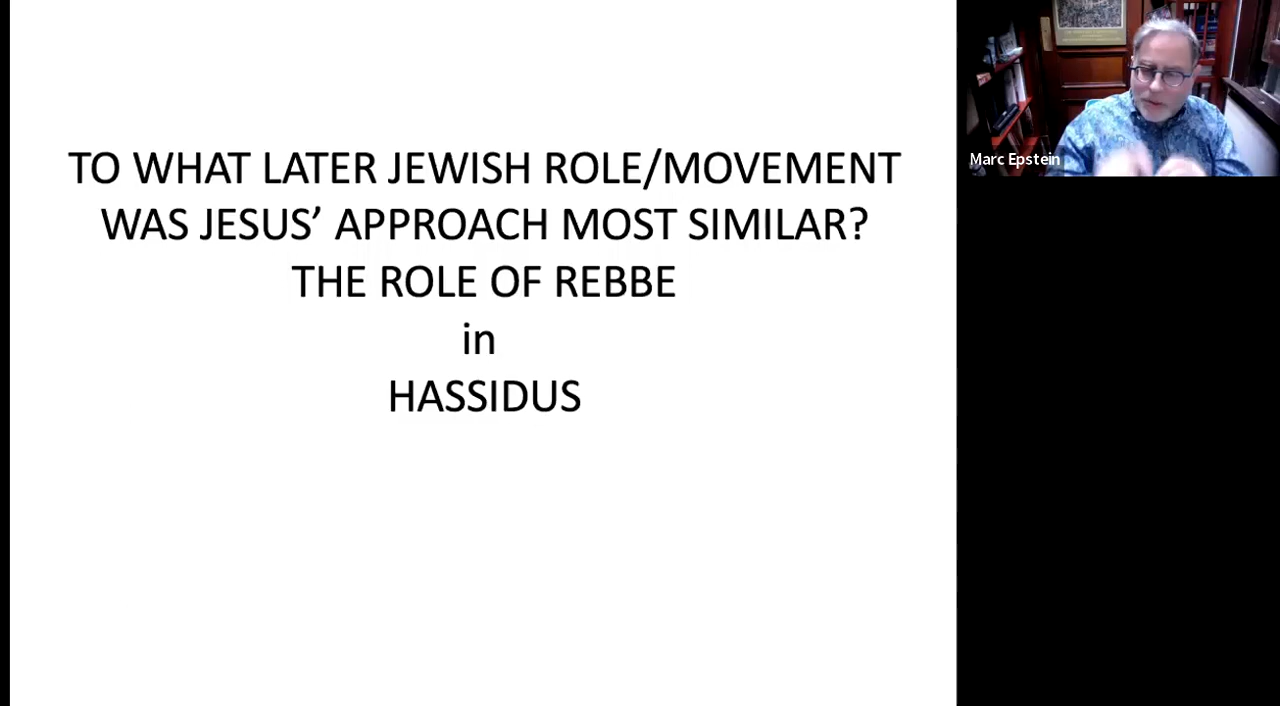 TO WHAT LATER JEWISH ROLE/MOVEMENT
WAS JESUS’ APPROACH MOST SIMILAR?
THE ROLE OF REBBE
in
HASSIDUS
Marc Epstein